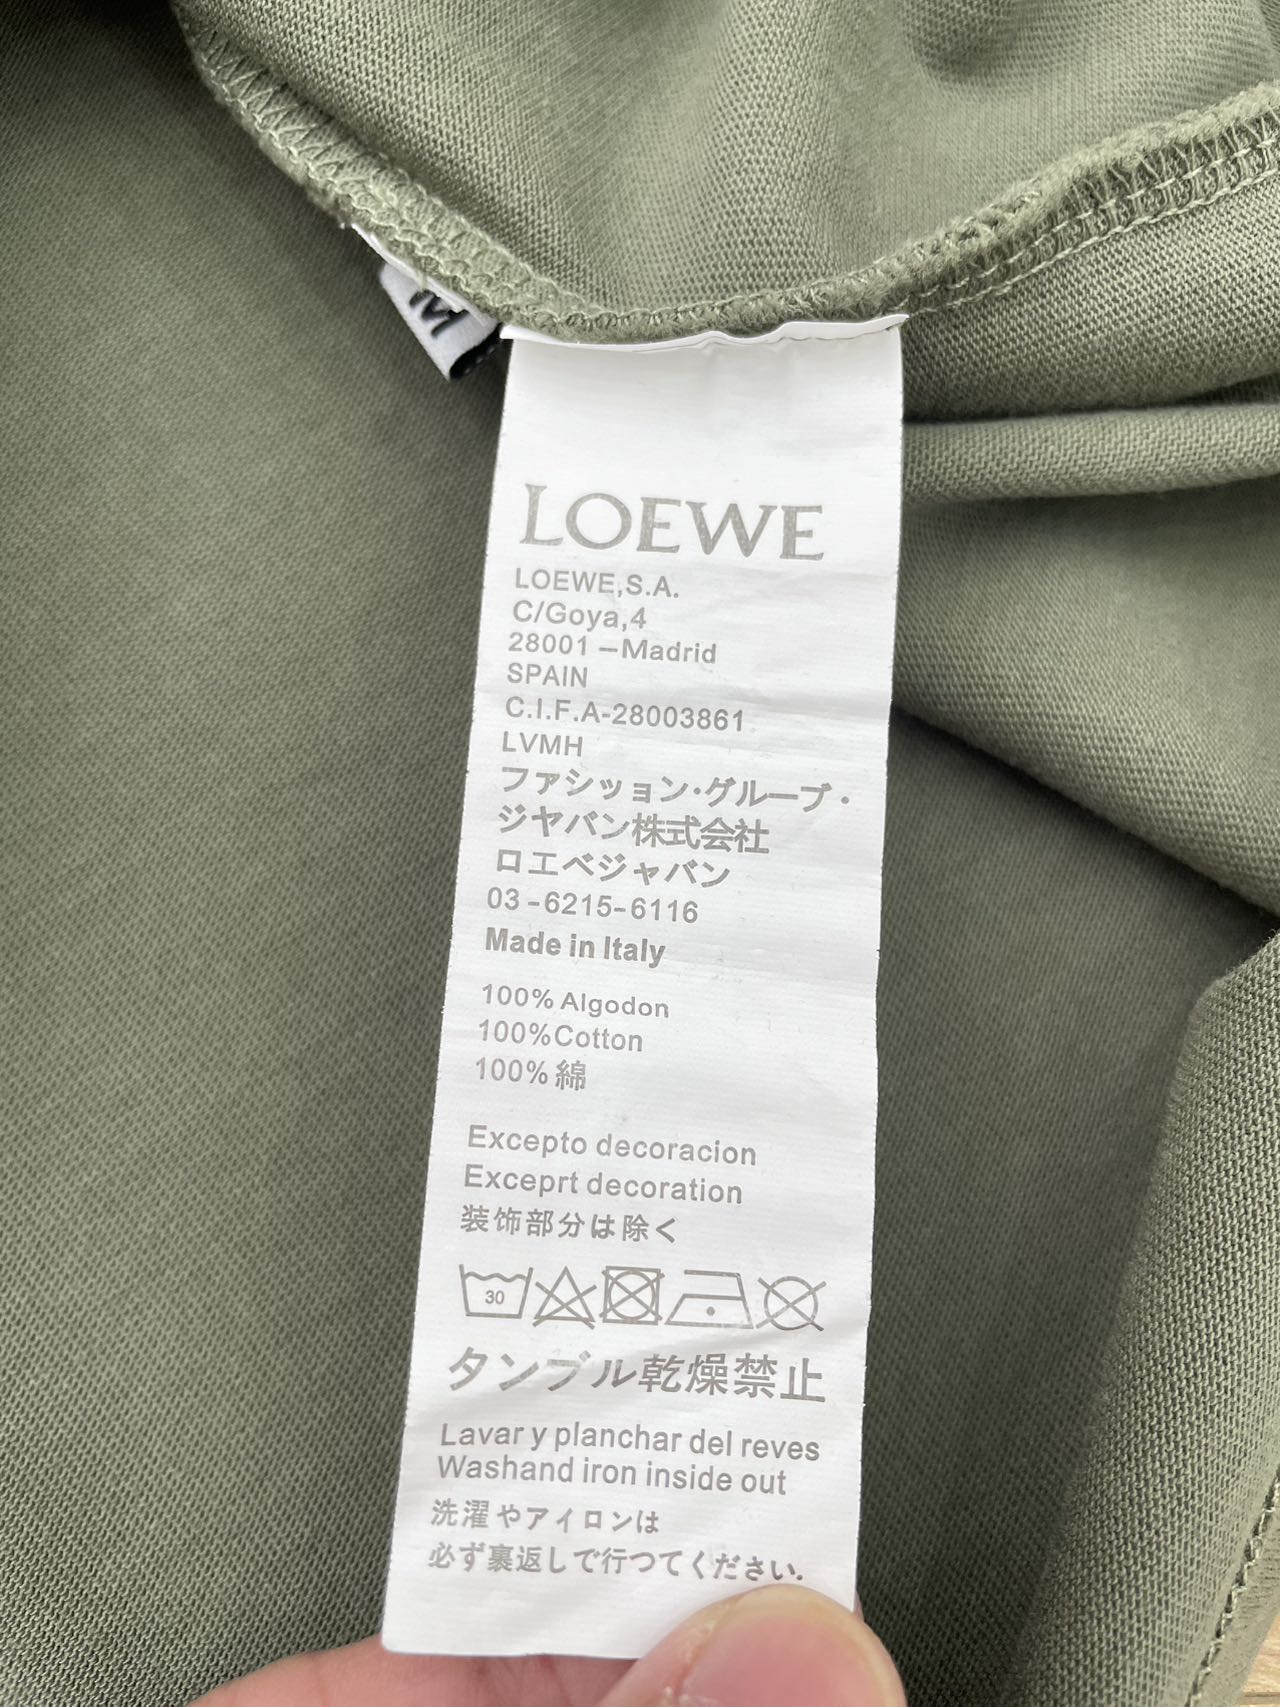 M
LOEWE
LOEWE,S.A.
C/Goya,4
28001 –Madrid
SPAIN
C.I.F.A-28003861
LVMH
ファッション·グループ・
ジヤバン株式会社
ロエベジャバン
03 -6215-6116
Made in Italy
100% Algodon
100%Cotton
100% 綿
Excepto decoracion
Exceprt decoration
装飾部分は除く
30
タンブル乾燥禁止
Lavar y planchar del reves
Washand iron inside out
洗濯やアイロンは
必ず裏返しで行つてください.